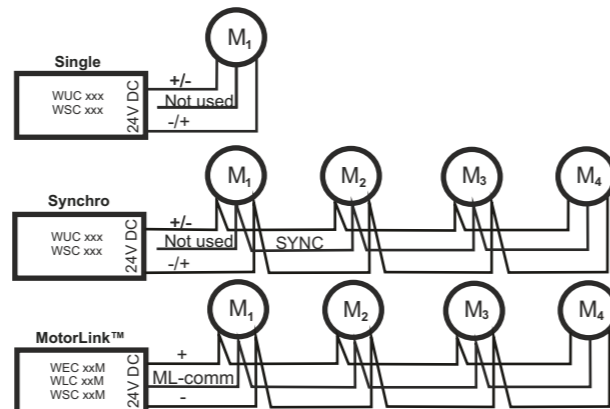 M1
Single
+/-
WUC xxx
WSC xxx
24V DC
Not used
-/+
M1
M2
M3
M4
Synchro
+/-
WUC xxx
WSC xxx
24V DC
Not used
SYNC
-/+
M1
M2
M3
M4
MotorLink™
+
WEC xxM
WLC xxM
WSC xxM
24V DC
ML-comm
-